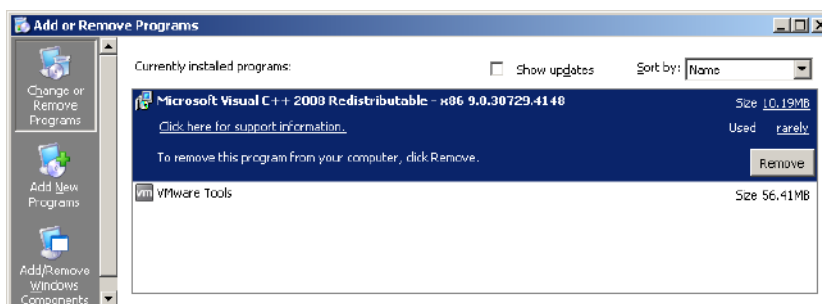 Add or Remove Programs
Change or
Remove
Programs
Add New
Programs
Add/Remove
Windows
Components
Currently installed programs:
Show updates
Sort by: Name
Microsoft Visual C++ 2008 Redistributable - x86 9.0.30729.4148
Size 10.19MB
Click here for support information.
Used rarely
To remove this program from your computer, click Remove.
Remove
vm VMware Tools
Size 56.41MB